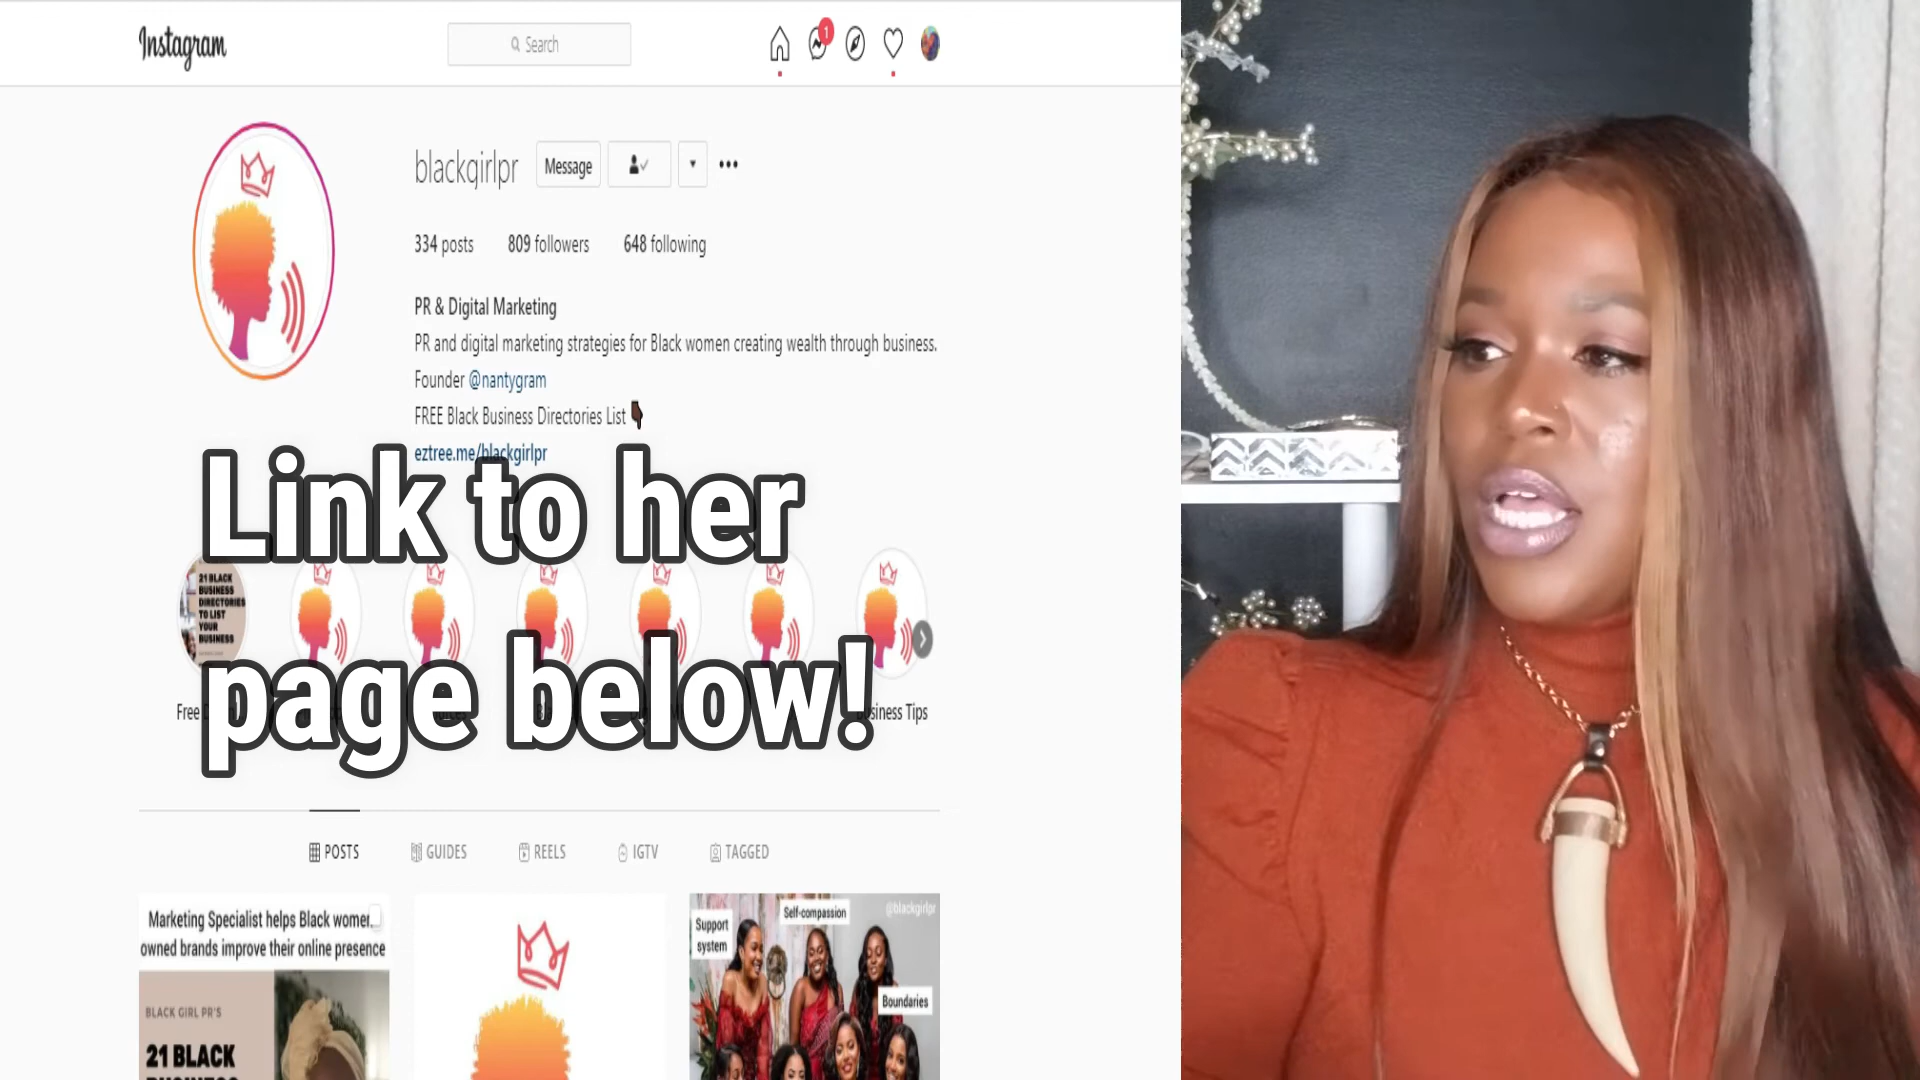 Instagram
Search
1
blackgirlpr
Message
334 posts 809 followers 648 following
PR & Digital Marketing
PR and digital marketing strategies for Black women creating wealth through business.
Founder @nantygram
FREE Black Business Directories List
eztree.me/blackgirlpr
Link to her
page below!
21 BLACK
BUSINESS
DIRECTORIES
TO LIST
YOUR
BUSINESS
Free
Business Tips
POSTS GUIDES REELS IGTV TAGGED
Marketing Specialist helps Black women
owned brands improve their online presence
BLACK GIRL PR'S
21 BLACK
Support
system
Self-compassion
@blackgirlpr
Boundaries